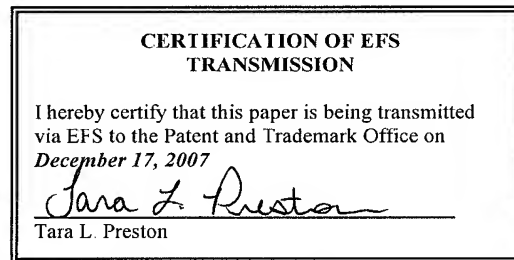 CERTIFICATION OF EFS
TRANSMISSION
I hereby certify that this paper is being transmitted
via EFS to the Patent and Trademark Office on
December 17, 2007
Tara L. Preston
Tara L. Preston